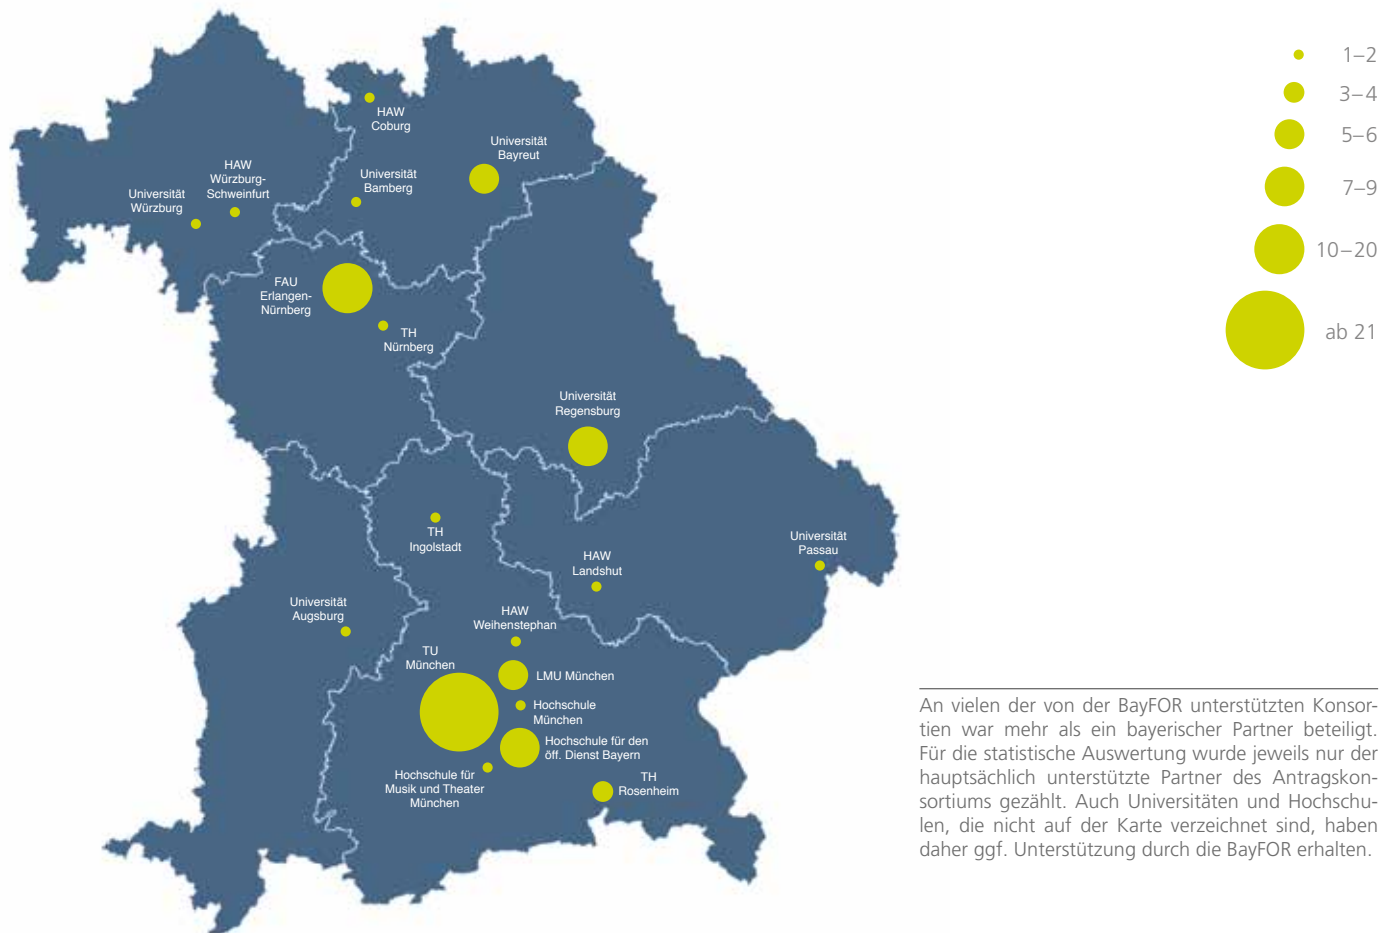 HAW
Coburg
Universität
Bayreut
Universität
Bamberg
HAW
Würzburg-
Schweinfurt
Universität
Würzburg
FAU
Erlangen-
Nürnberg
TH
Nürnberg
Universität
Regensburg
TH
Ingolstadt
HAW
Landshut
Universität
Passau
Universität
Augsburg
HAW
Weihenstephan
TU
München
LMU München
Hochschule
München
Hochschule für den
öff. Dienst Bayern
Hochschule für
Musik und Theater
München
TH
Rosenheim
1–2
3–4
5–6
7–9
10–20
ab 21
An vielen der von der BayFOR unterstützten Konsor-
tien war mehr als ein bayerischer Partner beteiligt.
Für die statistische Auswertung wurde jeweils nur der
hauptsächlich unterstützte Partner des Antragskon-
sortiums gezählt. Auch Universitäten und Hochschu-
len, die nicht auf der Karte verzeichnet sind, haben
daher ggf. Unterstützung durch die BayFOR erhalten.